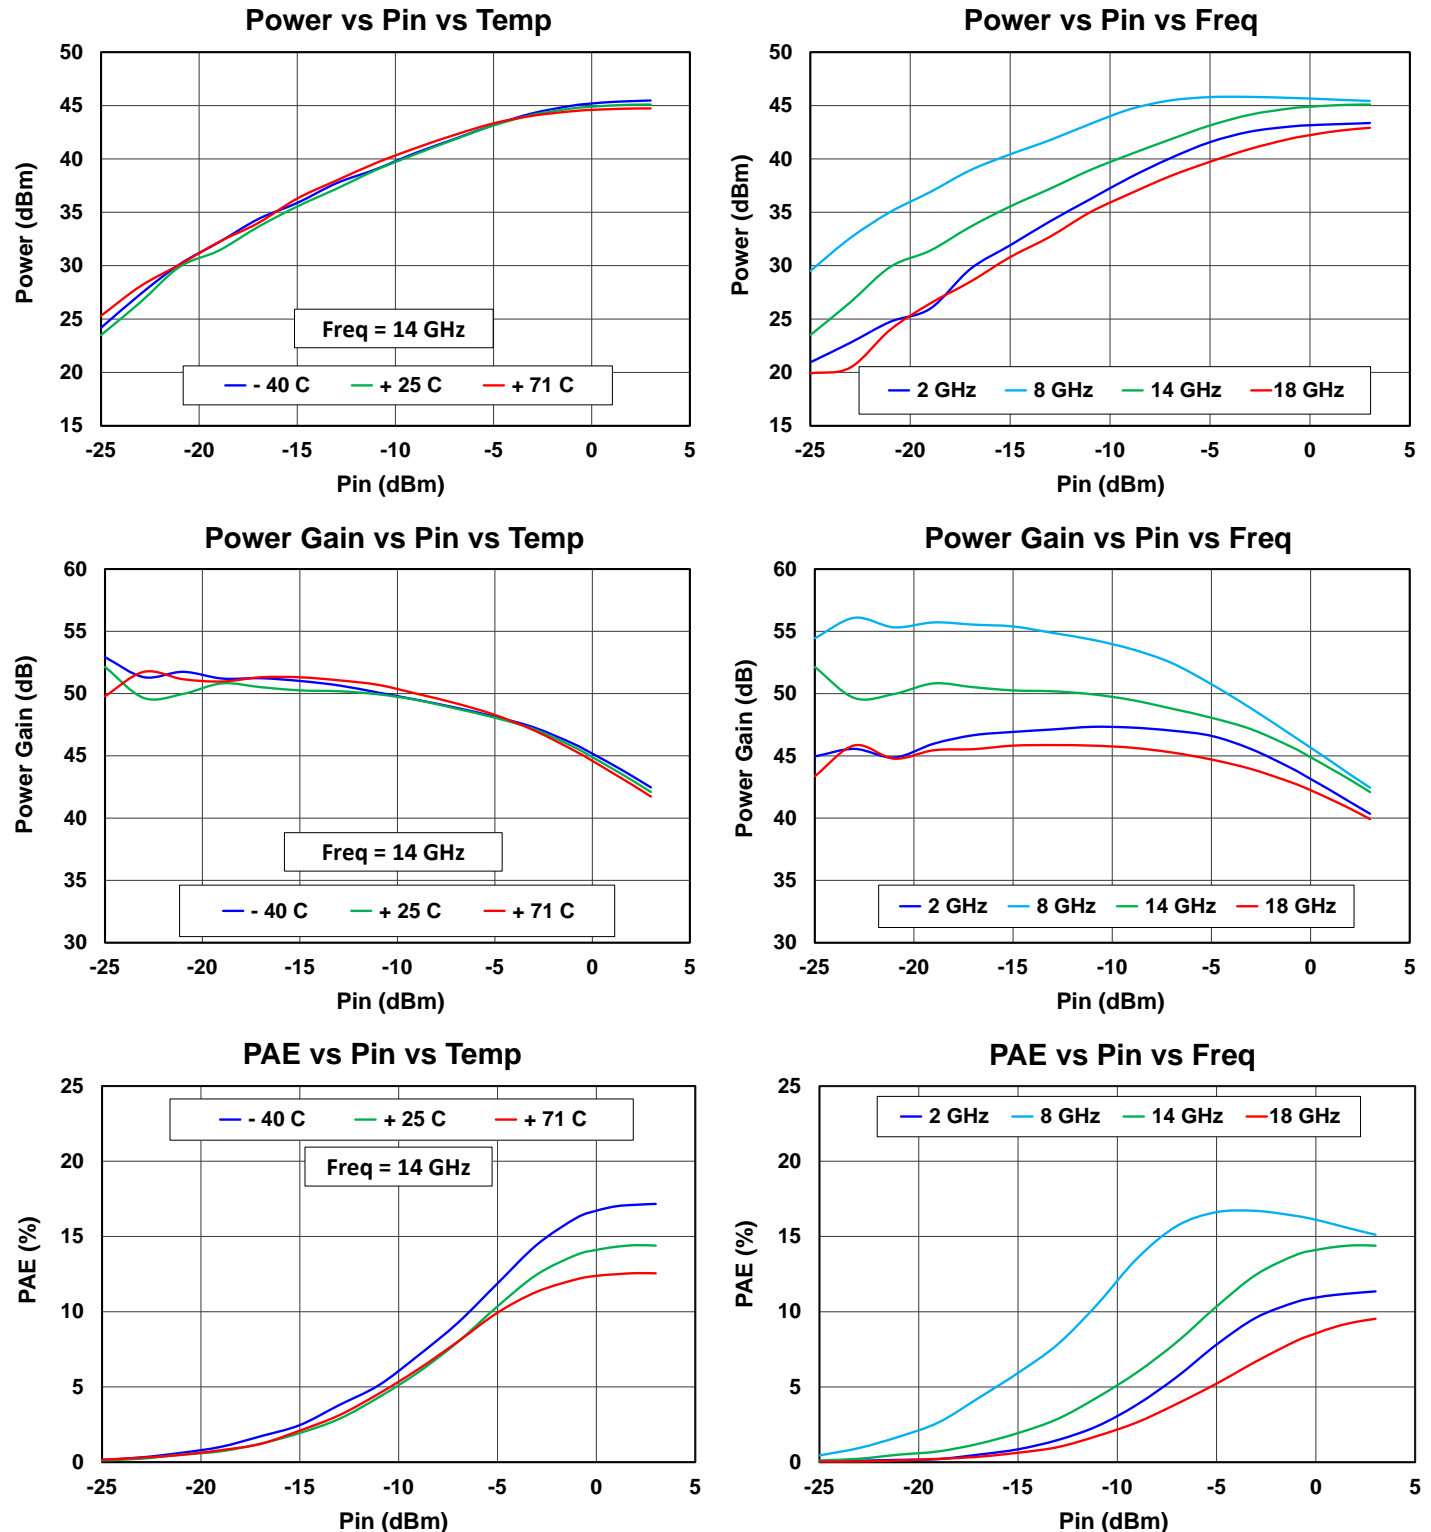 Power vs Pin vs Temp
50
45
40
35
30
25
20
15
Power (dBm)
Freq = 14 GHz
- 40 C + 25 C + 71 C
-25 -20 -15 -10 -5 0 5
Pin (dBm)
Power vs Pin vs Freq
50
45
40
35
30
25
20
15
Power (dBm)
2 GHz 8 GHz 14 GHz 18 GHz
-25 -20 -15 -10 -5 0 5
Pin (dBm)
Power Gain vs Pin vs Temp
60
55
50
45
40
35
30
Power Gain (dB)
Freq = 14 GHz
- 40 C + 25 C + 71 C
-25 -20 -15 -10 -5 0 5
Pin (dBm)
Power Gain vs Pin vs Freq
60
55
50
45
40
35
30
Power Gain (dB)
2 GHz 8 GHz 14 GHz 18 GHz
-25 -20 -15 -10 -5 0 5
Pin (dBm)
PAE vs Pin vs Temp
25
20
15
10
5
0
PAE (%)
- 40 C + 25 C + 71 C
Freq = 14 GHz
-25 -20 -15 -10 -5 0 5
Pin (dBm)
PAE vs Pin vs Freq
25
20
15
10
5
0
PAE (%)
2 GHz 8 GHz 14 GHz 18 GHz
-25 -20 -15 -10 -5 0 5
Pin (dBm)